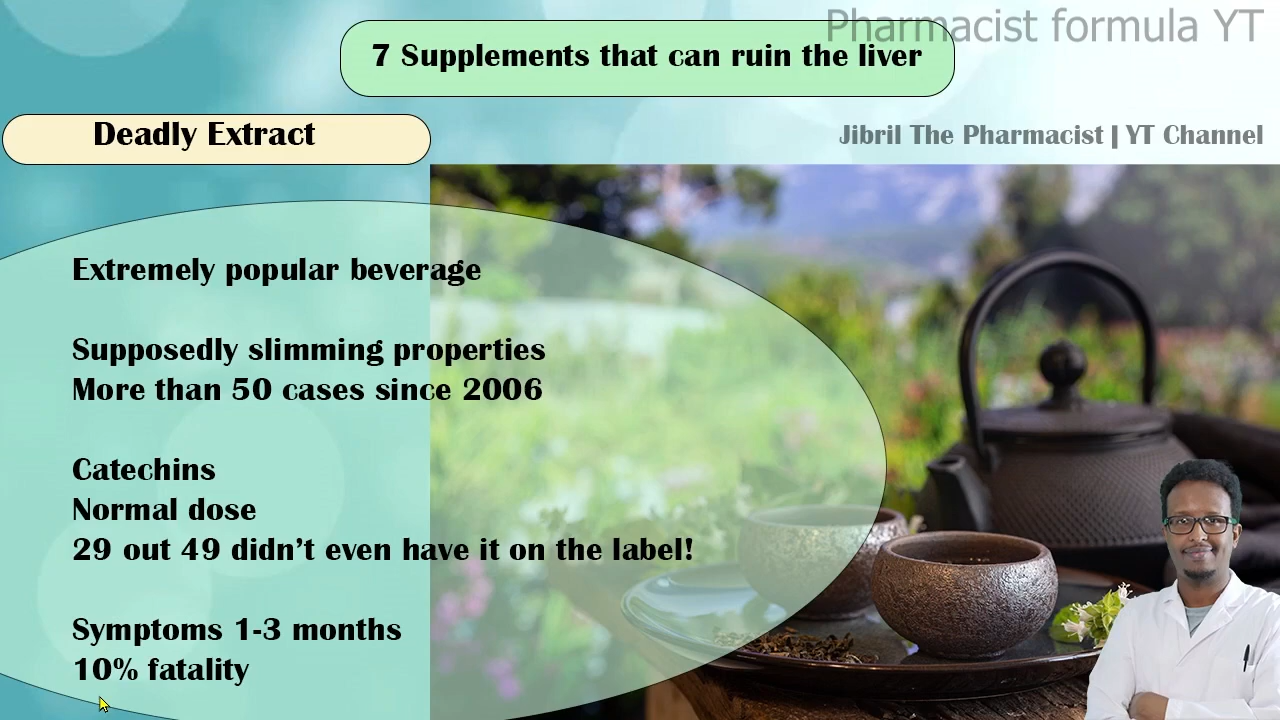 Pharmacist formula YT
7 Supplements that can ruin the liver
Deadly Extract
Jibril The Pharmacist | YT Channel
Extremely popular beverage
Supposedly slimming properties
More than 50 cases since 2006
Catechins
Normal dose
29 out 49 didn't even have it on the label!
Symptoms 1-3 months
10% fatality